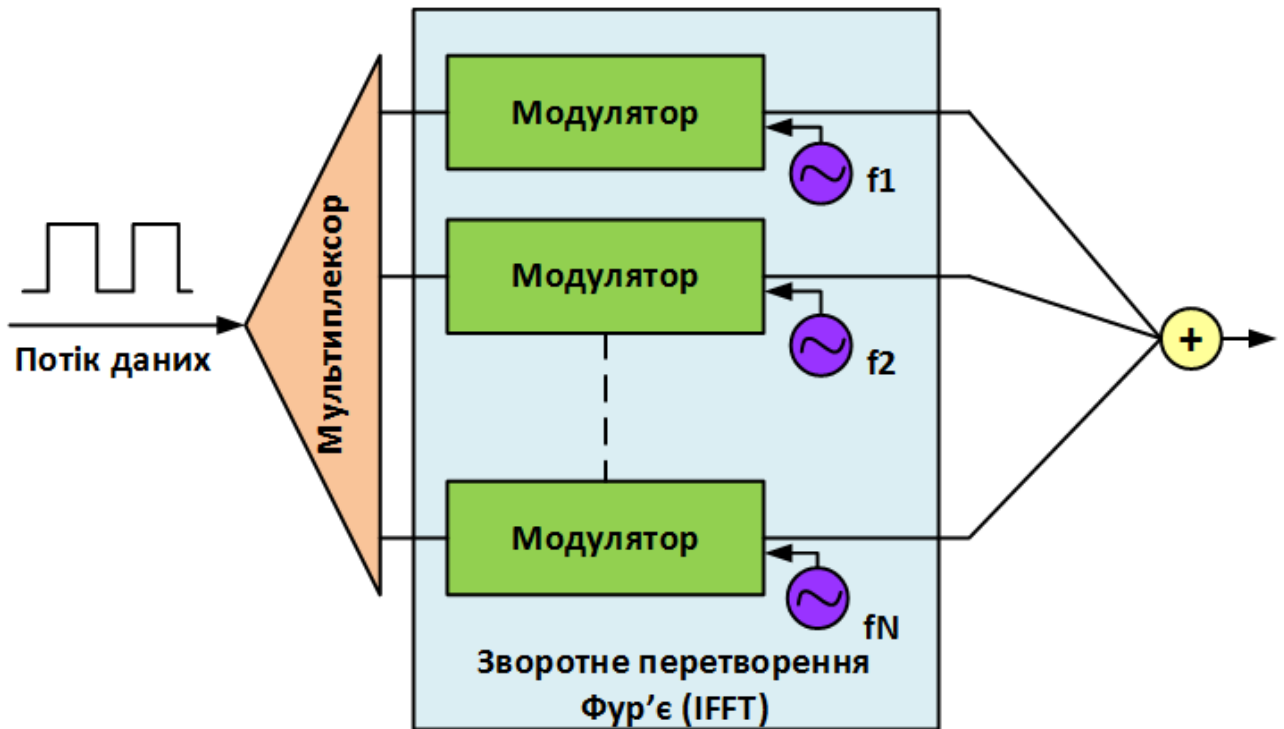 Потік даних
Мультиплексор
Модулятор
f1
Модулятор
f2
Модулятор
fN
Зворотне перетворення
Фур’є (IFFT)
+